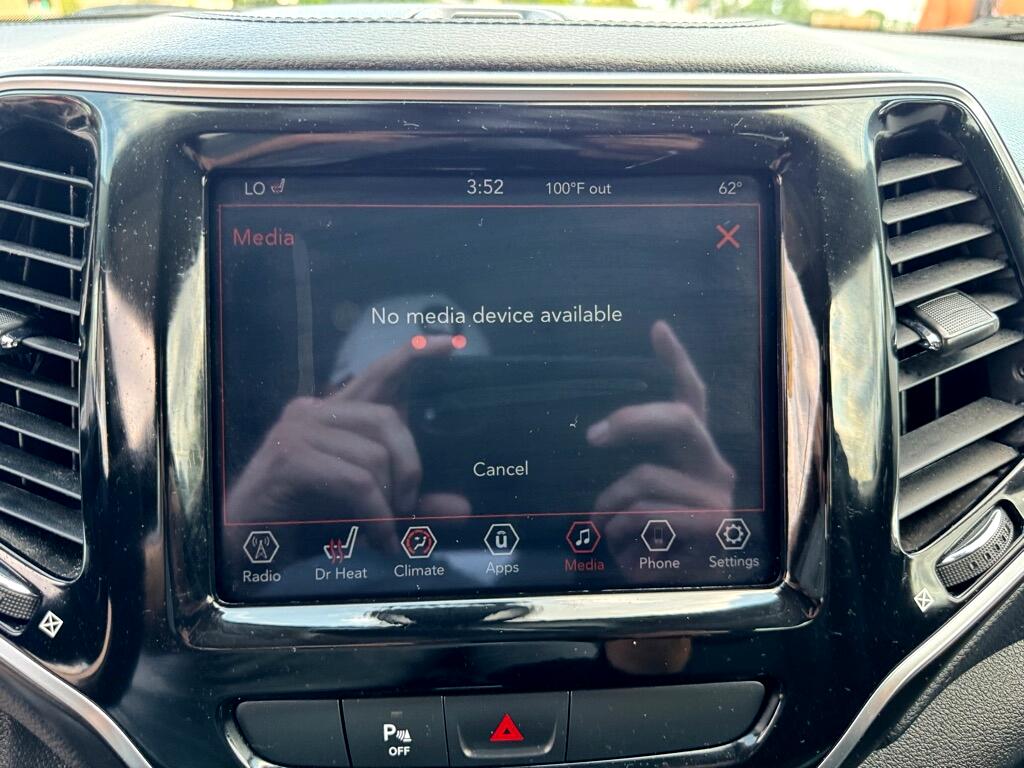 LO 3:52 100°F out 62°
Media
No media device available
Cancel
Radio Dr Heat Climate Apps Media Phone Settings
P
OFF